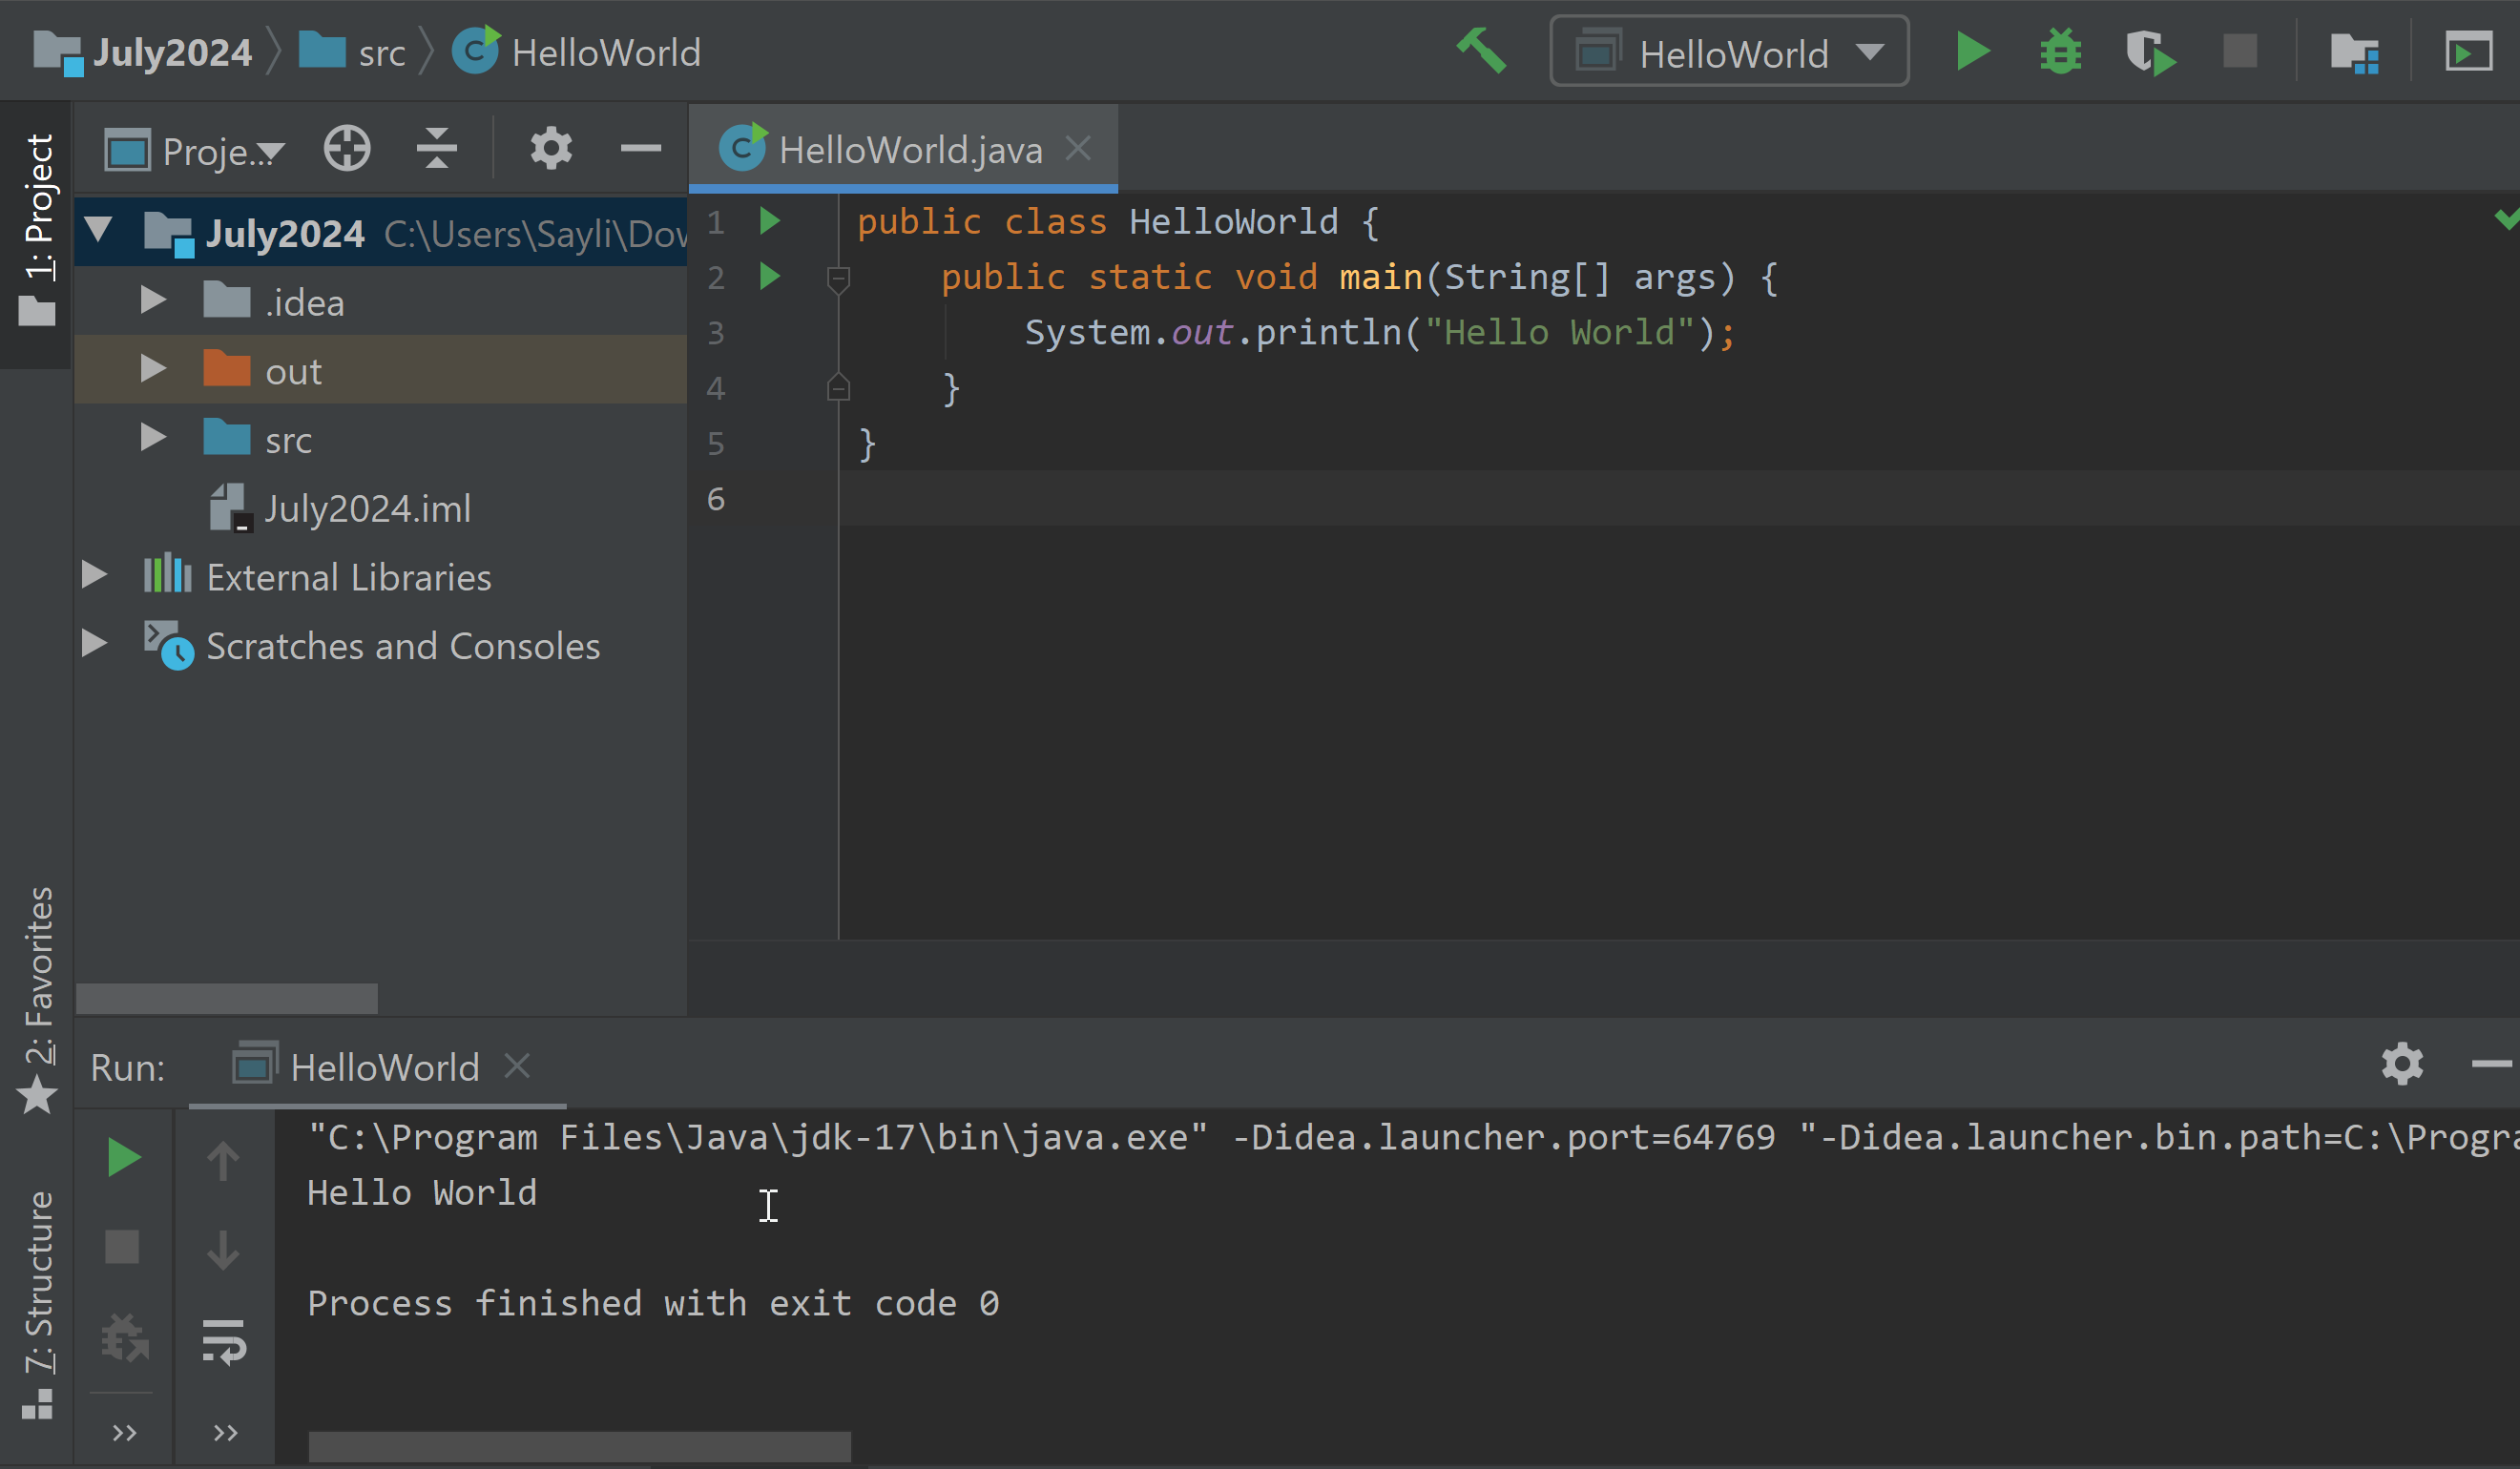 July2024 src HelloWorld
HelloWorld
1: Project
Proje...
HelloWorld.java
July2024 C:\Users\Sayli\Dow
.idea
out
src
July2024.iml
External Libraries
Scratches and Consoles
1 public class HelloWorld {
2 public static void main(String[] args) {
3 System.out.println("Hello World");
4 }
5 }
6
2: Favorites
7: Structure
Run: HelloWorld
"C:\Program Files\Java\jdk-17\bin\java.exe" -Didea.launcher.port=64769 "-Didea.launcher.bin.path=C:\Progra
Hello World
Process finished with exit code 0